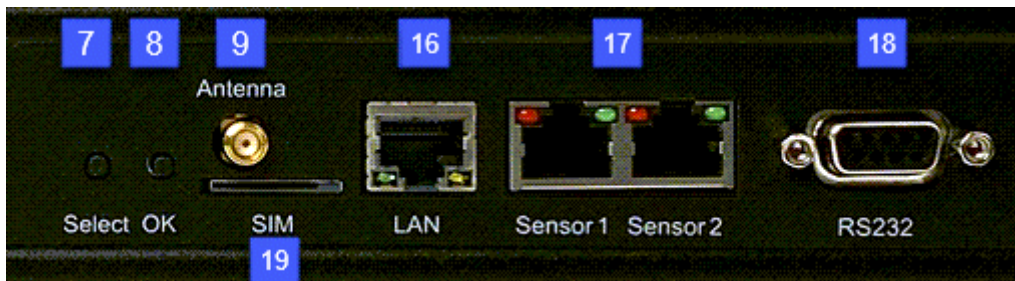 7 8 9 16 17 18
Antenna
Select OK SIM LAN Sensor 1 Sensor 2 RS232
19